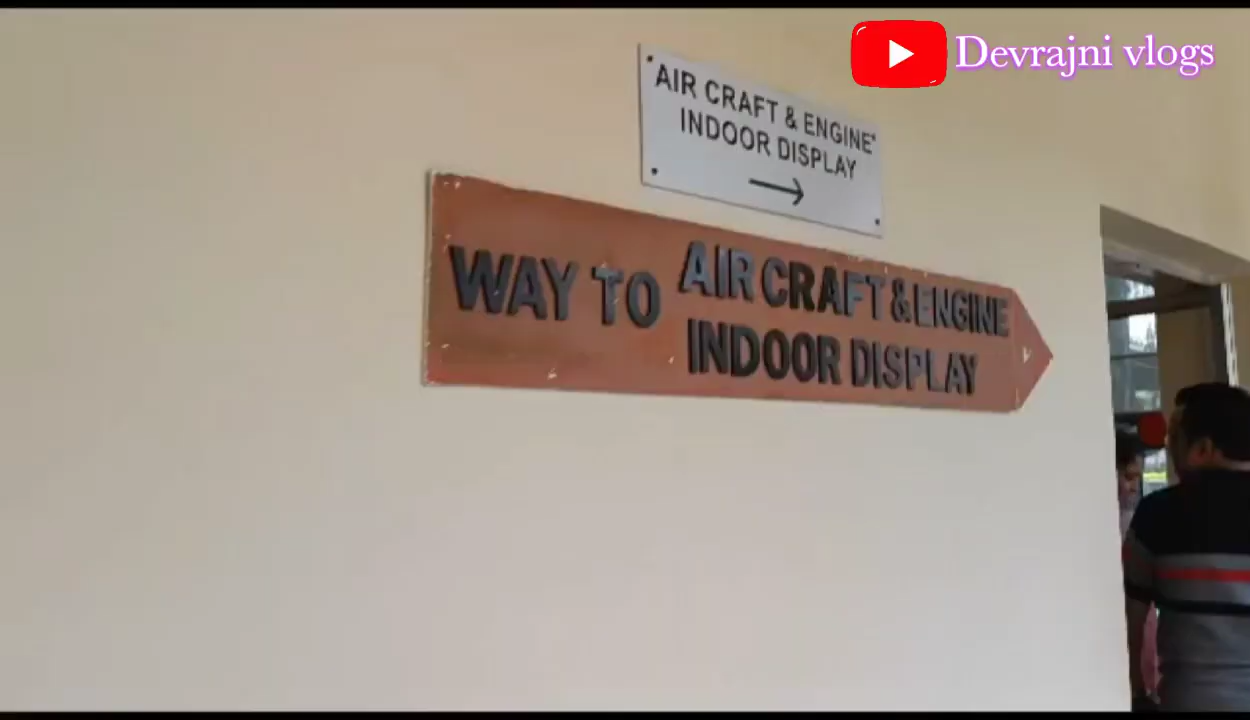 Devrajni vlogs
AIR CRAFT & ENGINE
INDOOR DISPLAY
WAY TO AIR CRAFT & ENGINE
INDOOR DISPLAY